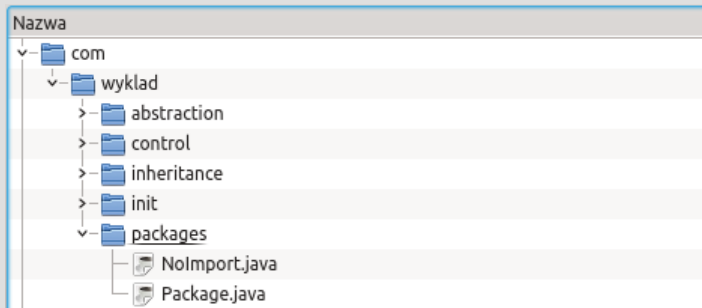 Nazwa
com
wyklad
abstraction
control
inheritance
init
packages
NoImport.java
Package.java